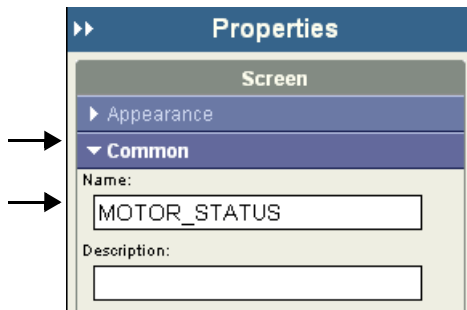 Properties
Screen
Appearance
Common
Name:
MOTOR_STATUS
Description: